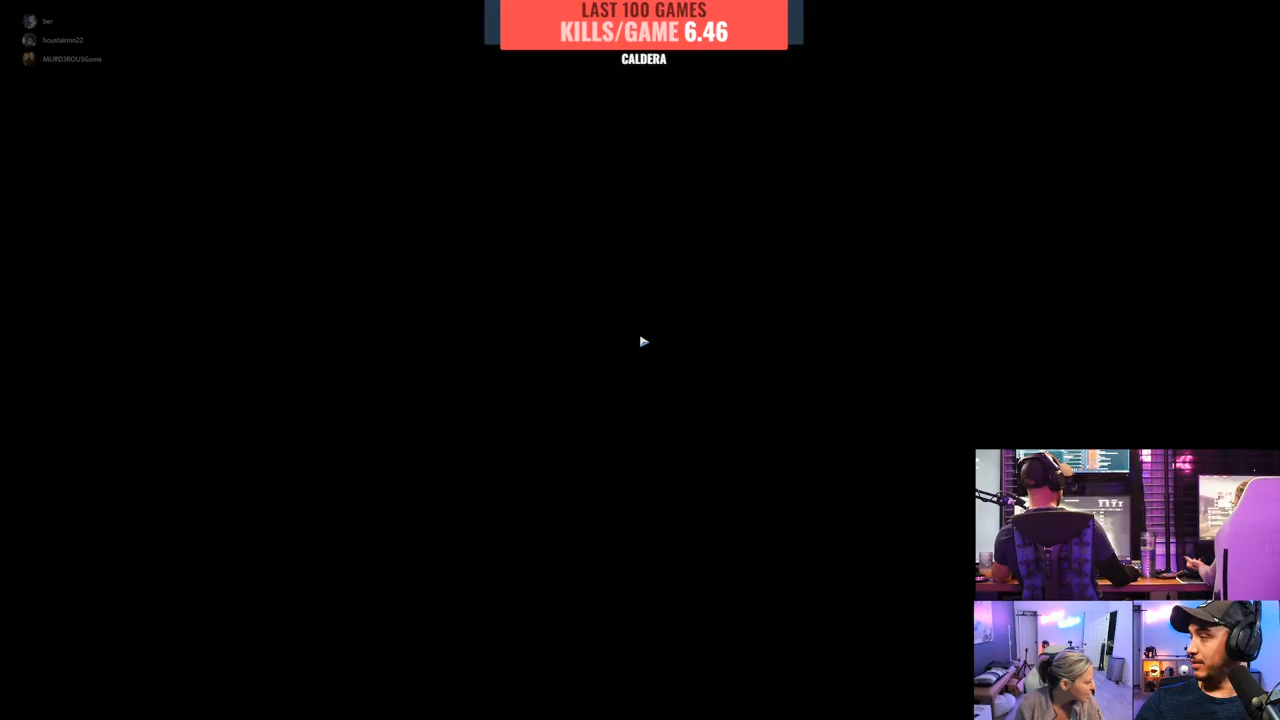 ber
houstainnn22
MURD3ROUSGame
LAST 100 GAMES
KILLS/GAME 6.46
CALDERA